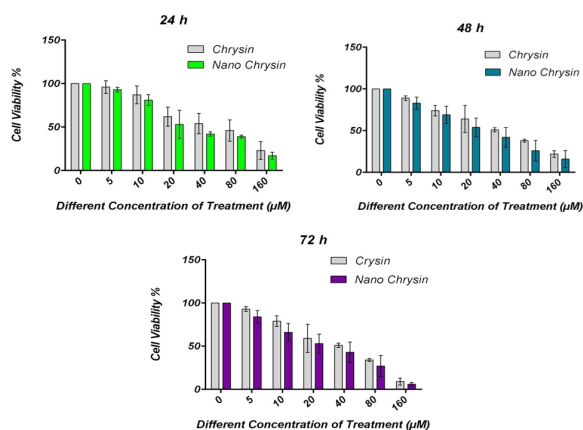 24 h
150
100
50
0
Cell Viability %
Chrysin
Nano Chrysin
0 5 10 20 40 80 160
Different Concentration of Treatment (µM)
48 h
150
100
50
0
Cell Viability %
Chrysin
Nano Chrysin
0 5 10 20 40 80 160
Different Concentration of Treatment (µM)
72 h
150
100
50
0
Cell Viability %
Crysin
Nano Chrysin
0 5 10 20 40 80 160
Different Concentration of Treatment (µM)